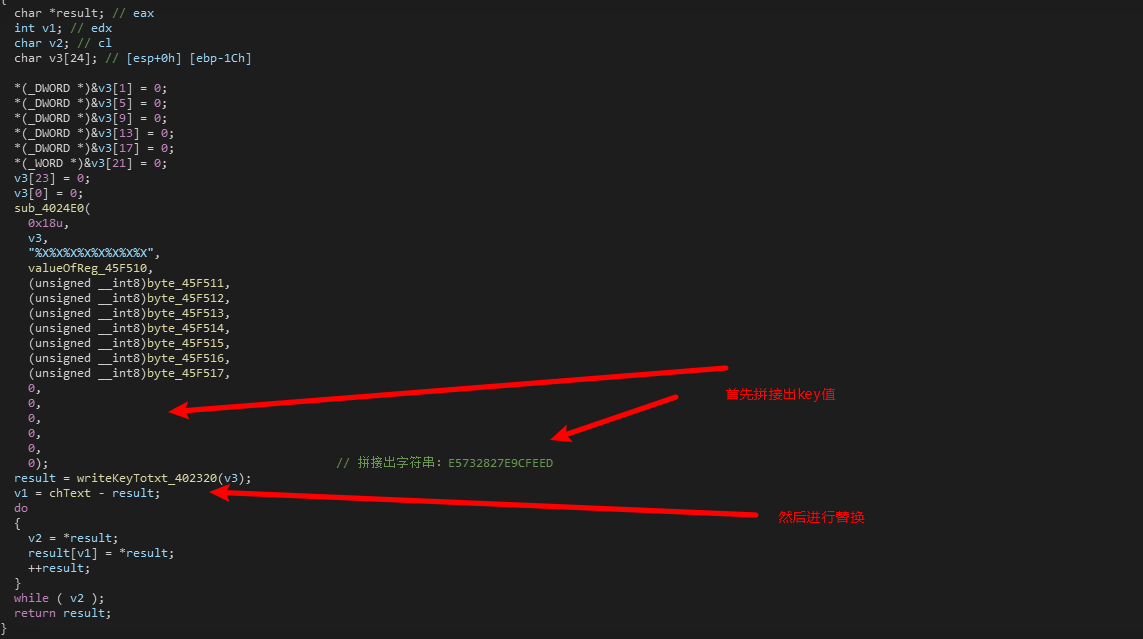 {
char *result; // eax
int v1; // edx
char v2; // cl
char v3[24]; // [esp+0h] [ebp-1Ch]
*(_DWORD *)&v3[1] = 0;
*(_DWORD *)&v3[5] = 0;
*(_DWORD *)&v3[9] = 0;
*(_DWORD *)&v3[13] = 0;
*(_DWORD *)&v3[17] = 0;
*(_WORD *)&v3[21] = 0;
v3[23] = 0;
v3[0] = 0;
sub_4024E0(
0x18u,
v3,
"%X%X%X%X%X%X%X%X",
valueOfReg_45F510,
(unsigned __int8)byte_45F511,
(unsigned __int8)byte_45F512,
(unsigned __int8)byte_45F513,
(unsigned __int8)byte_45F514,
(unsigned __int8)byte_45F515,
(unsigned __int8)byte_45F516,
(unsigned __int8)byte_45F517,
0,
0,
0,
0,
0,
0); // 拼接出字符串：E5732827E9CFEED
首先拼接出key值
result = writeKeyTotxt_402320(v3);
v1 = chText - result;
do
然后进行替换
{
v2 = *result;
result[v1] = *result;
++result;
}
while ( v2 );
return result;
}